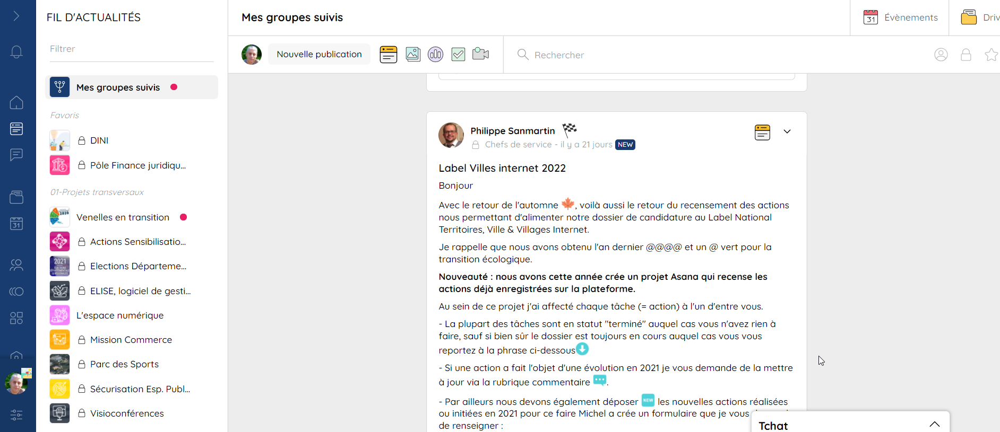 FIL D'ACTUALITÉS
Filtrer
Mes groupes suivis
Favoris
DINI
Pôle Finance juridiqu...
01-Projets transversaux
Venelles en transition
Actions Sensibilisatio...
2021
Elections Départeme...
ELISE, logiciel de gesti...
L'espace numérique
Mission Commerce
Parc des Sports
Sécurisation Esp. Publ...
Visioconférences
31
Mes groupes suivis
31 Évènements
Driv
Nouvelle publication
Rechercher
Philippe Sanmartin
Chefs de service - il y a 21 jours NEW
Label Villes internet 2022
Bonjour
Avec le retour de l'automne , voilà aussi le retour du recensement des actions
nous permettant d'alimenter notre dossier de candidature au Label National
Territoires, Ville & Villages Internet.
Je rappelle que nous avons obtenu l'an dernier @@@@ et un @ vert pour la
transition écologique.
Nouveauté : nous avons cette année crée un projet Asana qui recense les
actions déjà enregistrées sur la plateforme.
Au sein de ce projet j'ai affecté chaque tâche (= action) à l'un d'entre vous.
- La plupart des tâches sont en statut "terminé" auquel cas vous n'avez rien à
faire, sauf si bien sûr le dossier est toujours en cours auquel cas vous vous
reportez à la phrase ci-dessous
- Si une action a fait l'objet d'une évolution en 2021 je vous demande de la mettre
à jour via la rubrique commentaire .
- Par ailleurs nous devons également déposer NEW les nouvelles actions réalisées
ou initiées en 2021 pour ce faire Michel a crée un formulaire que je vous
de renseigner :
Tchat